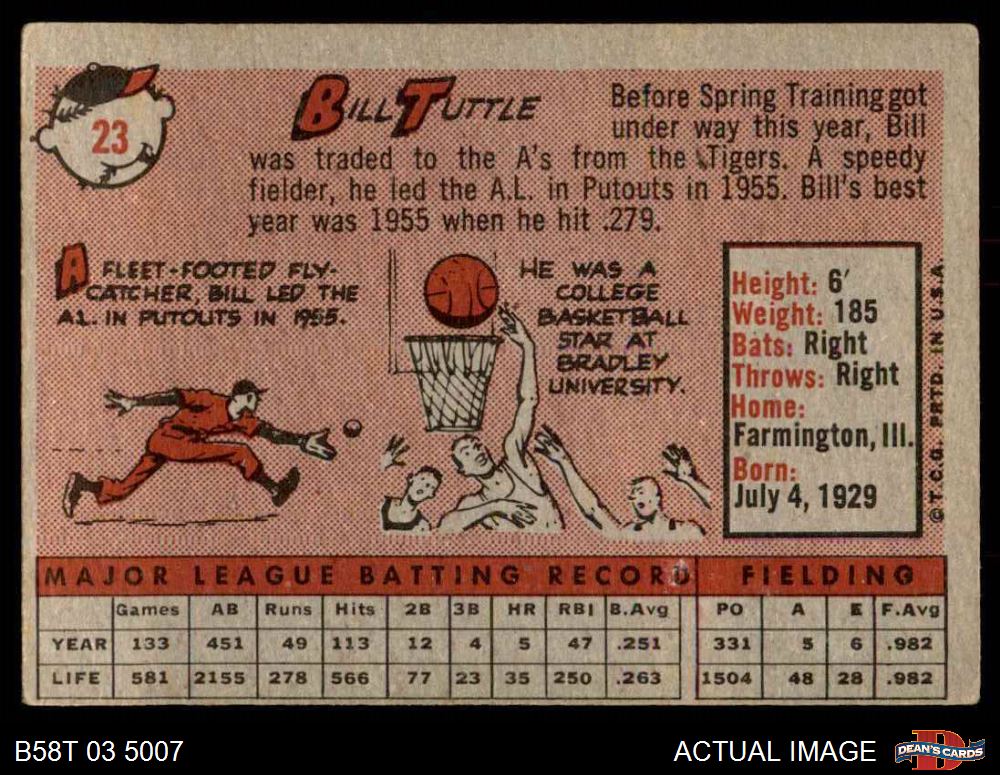 23
BILL TUTTLE
Before Spring Training got
under way this year, Bill
was traded to the A's from the Tigers. A speedy
fielder, he led the A.L. in Putouts in 1955. Bill's best
year was 1955 when he hit .279.
A FLEET-FOOTED FLY-
CATCHER, BILL LED THE
A.L. IN PUTOUTS IN 1955.
HE WAS A
COLLEGE
BASKETBALL
STAR AT
BRADLEY
UNIVERSITY.
Height: 6'
Weight: 185
Bats: Right
Throws: Right
Home:
Farmington, Ill.
Born:
July 4, 1929
© T.C.G. PRTD. IN U.S.A.
MAJOR LEAGUE BATTING RECORD FIELDING
Games AB Runs Hits 2B 3B HR RBI B.Avg PO A E F.Avg
YEAR 133 451 49 113 12 4 5 47 .251 331 5 6 .982
LIFE 581 2155 278 566 77 23 35 250 .263 1504 48 28 .982
B58T 03 5007
ACTUAL IMAGE
D
DEAN'S CARDS